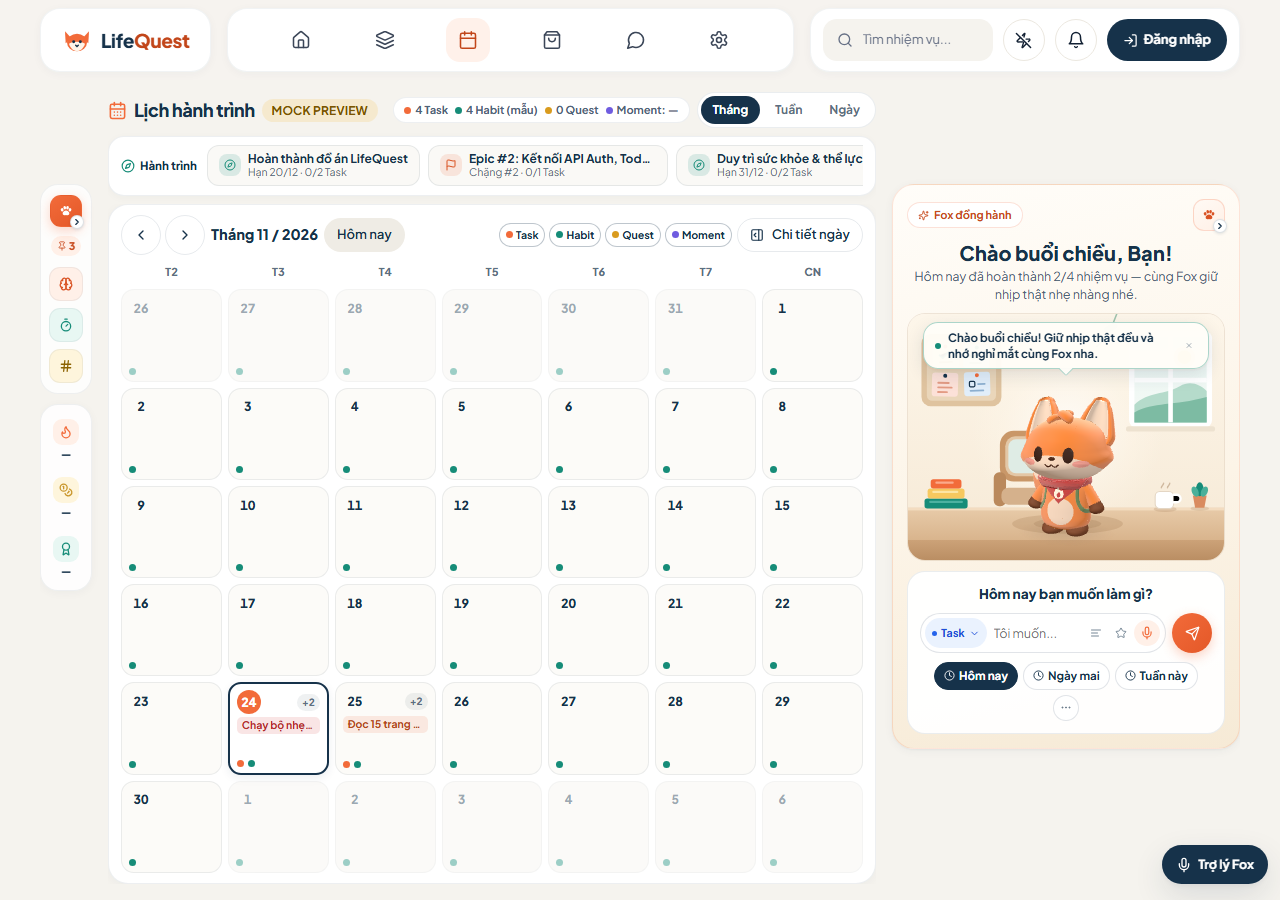 LifeQuest
Tìm nhiệm vụ...
Đăng nhập
Lịch hành trình
MOCK PREVIEW
4 Task
4 Habit (mẫu)
0 Quest
Moment: —
Tháng
Tuần
Ngày
Hành trình
Hoàn thành đồ án LifeQuest
Hạn 20/12 · 0/2 Task
Epic #2: Kết nối API Auth, Tod...
Chặng #2 · 0/1 Task
Duy trì sức khỏe & thể lực
Hạn 31/12 · 0/2 Task
3
—
—
—
Tháng 11 / 2026
Hôm nay
Task
Habit
Quest
Moment
Chi tiết ngày
T2 T3 T4 T5 T6 T7 CN
26 27 28 29 30 31 1
2 3 4 5 6 7 8
9 10 11 12 13 14 15
16 17 18 19 20 21 22
23 24 +2 25 +2 26 27 28 29
Chạy bộ nhẹ... Đọc 15 trang ...
30 1 2 3 4 5 6
Fox đồng hành
Chào buổi chiều, Bạn!
Hôm nay đã hoàn thành 2/4 nhiệm vụ — cùng Fox giữ
nhịp thật nhẹ nhàng nhé.
Chào buổi chiều! Giữ nhịp thật đều và
nhớ nghỉ mắt cùng Fox nha.
×
Hôm nay bạn muốn làm gì?
Task
Tôi muốn...
Hôm nay
Ngày mai
Tuần này
...
Trợ lý Fox